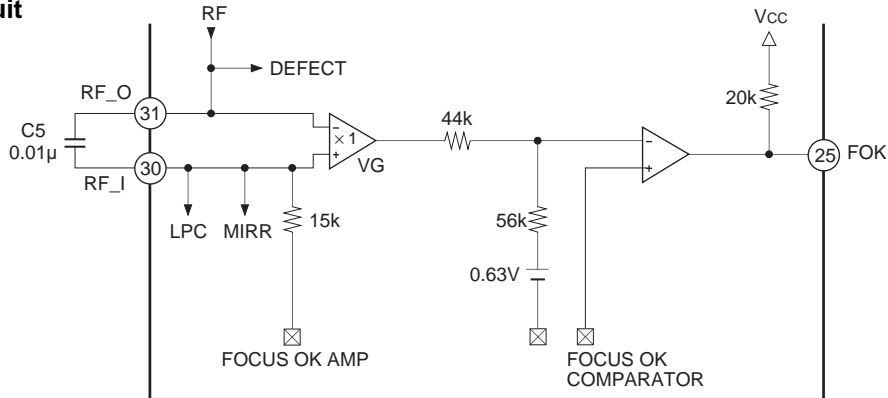 uit
RF
DEFECT
RF_O
31
C5
0.01μ
30
RF_I
LPC
MIRR
15k
FOCUS OK AMP
−
× 1
+
VG
44k
56k
0.63V
−
+
FOCUS OK
COMPARATOR
Vcc
20k
25
FOK